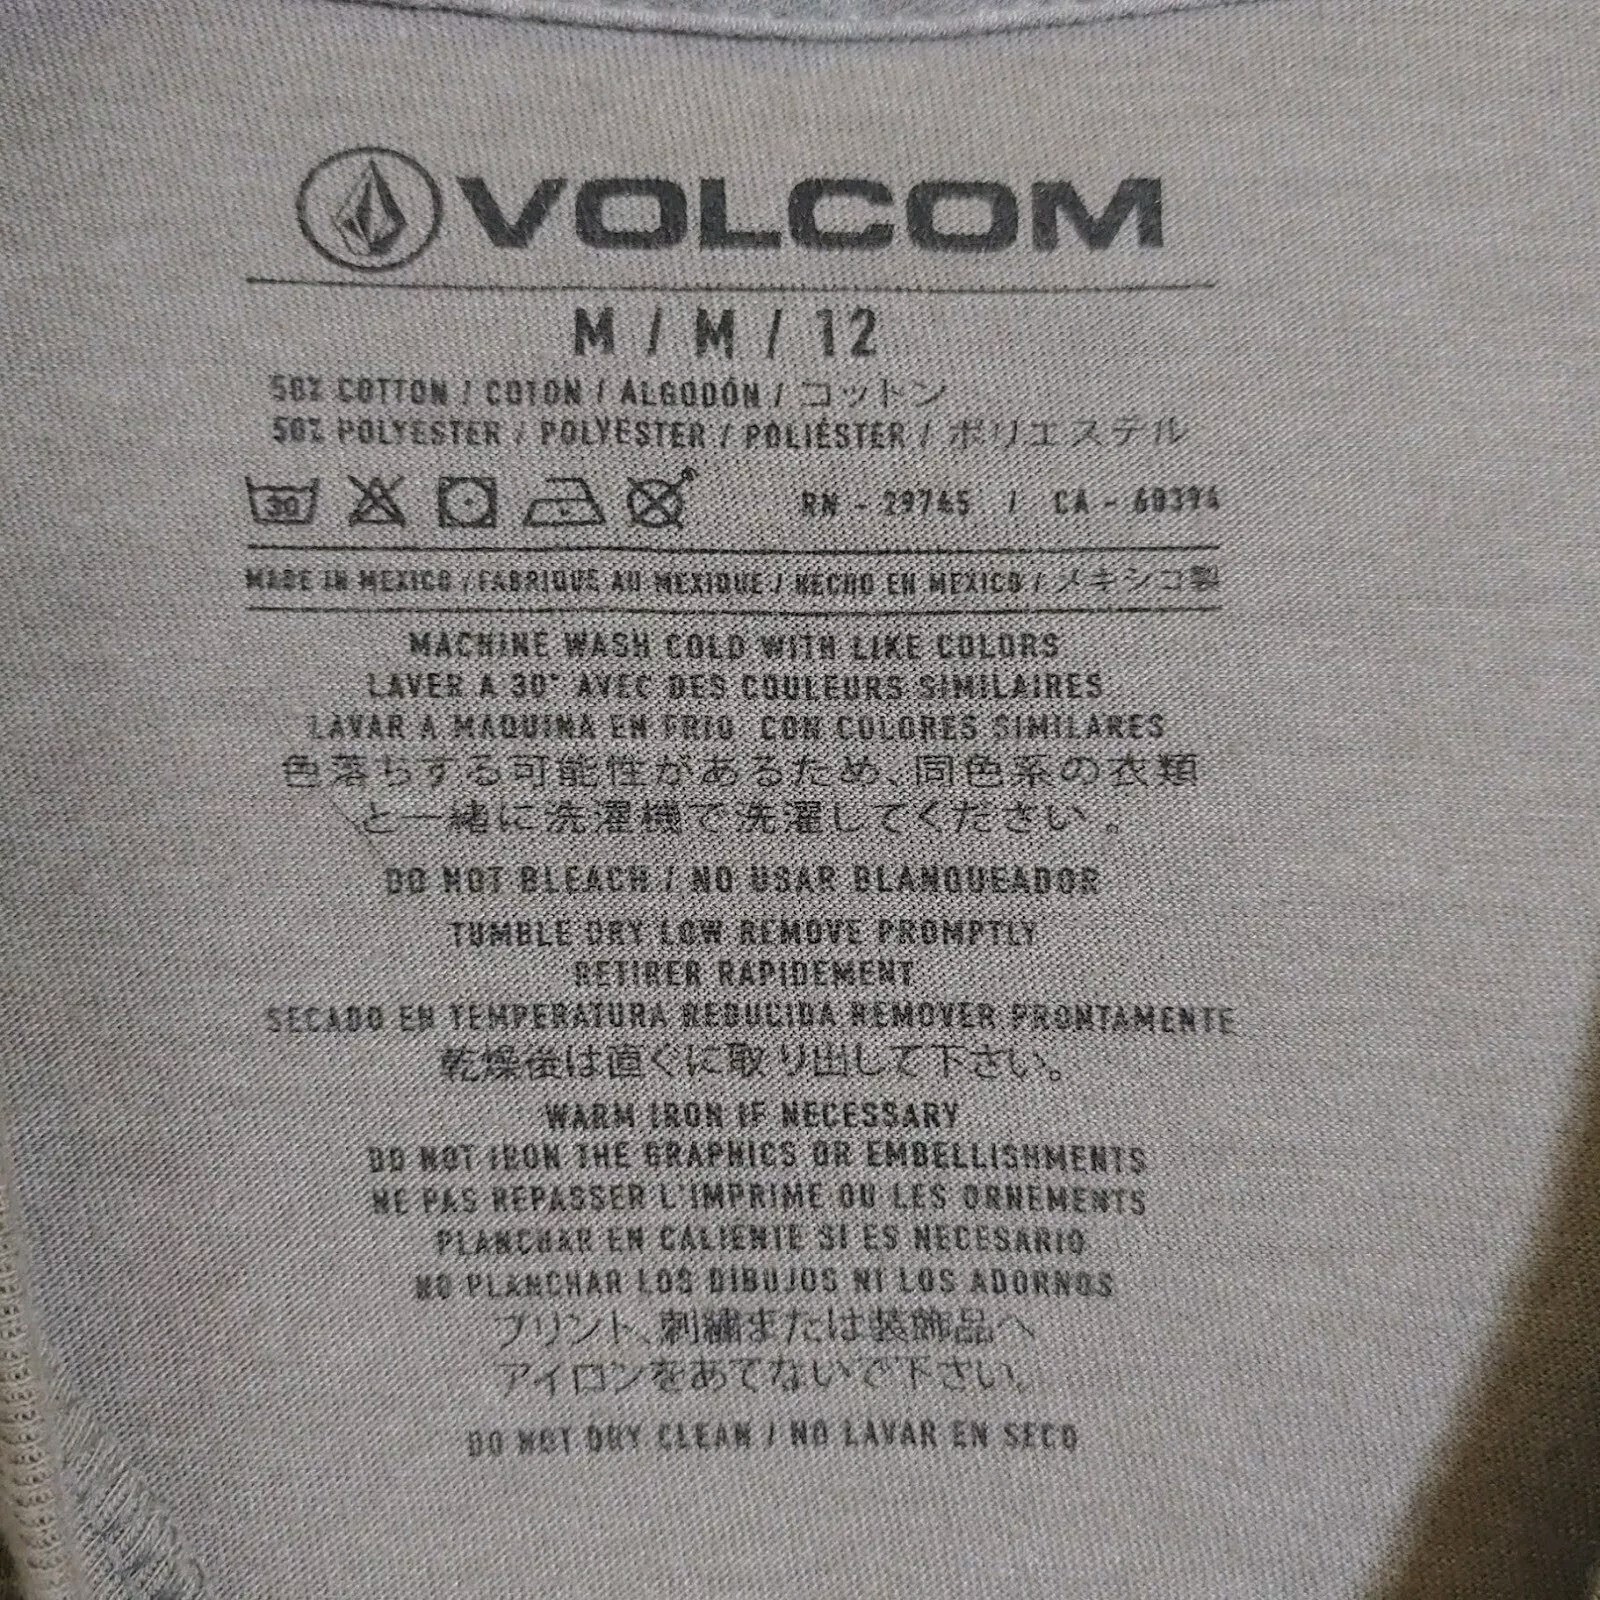 VOLCOM
M / M / 12
50% COTTON / COTON / ALGODÓN / コットン
50% POLYESTER / POLYESTER / POLIÉSTER / ポリエステル
30 RN - 29765 / CA - 60394
MADE IN MEXICO / FABRIQUE AU MEXIQUE / HECHO EN MEXICO / メキシコ製
MACHINE WASH COLD WITH LIKE COLORS
LAVER A 30° AVEC DES COULEURS SIMILAIRES
LAVAR A MAQUINA EN FRIO CON COLORES SIMILARES
色落ちする可能性があるため、同色系の衣類
と一緒に洗濯機で洗濯してください。
DO NOT BLEACH / NO USAR BLANQUEADOR
TUMBLE DRY LOW REMOVE PROMPTLY
RETIRER RAPIDEMENT
SECADO EN TEMPERATURA REDUCIDA REMOVER PRONTAMENTE
乾燥後は直ぐに取り出して下さい。
WARM IRON IF NECESSARY
DO NOT IRON THE GRAPHICS OR EMBELLISHMENTS
NE PAS REPASSER L'IMPRIME OU LES ORNEMENTS
PLANCHAR EN CALIENTE SI ES NECESARIO
NO PLANCHAR LOS DIBUJOS NI LOS ADORNOS
プリント、刺繍または装飾品へ
アイロンをあてないで下さい。
DO NOT DRY CLEAN / NO LAVAR EN SECO